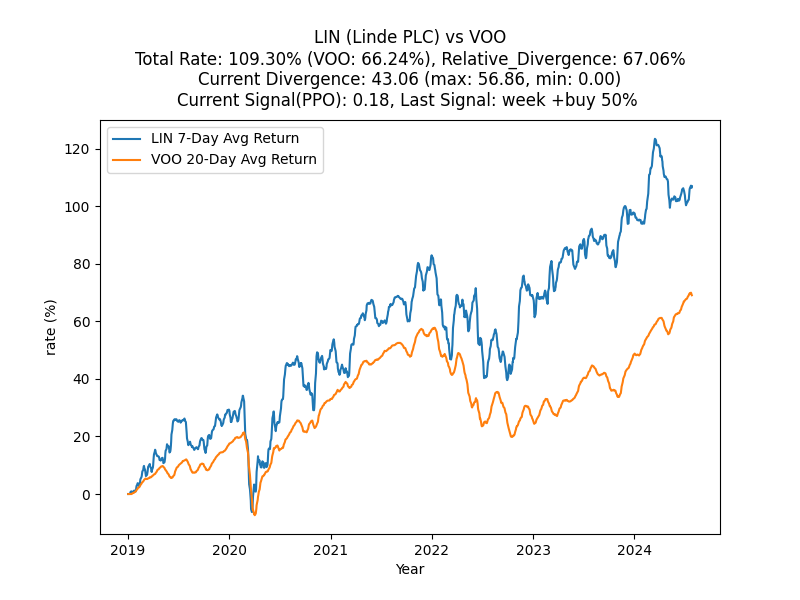 LIN (Linde PLC) vs VOO
Total Rate: 109.30% (VOO: 66.24%), Relative_Divergence: 67.06%
Current Divergence: 43.06 (max: 56.86, min: 0.00)
Current Signal(PPO): 0.18, Last Signal: week +buy 50%
LIN 7-Day Avg Return
VOO 20-Day Avg Return
rate (%)
120
100
80
60
40
20
0
2019 2020 2021 2022 2023 2024
Year